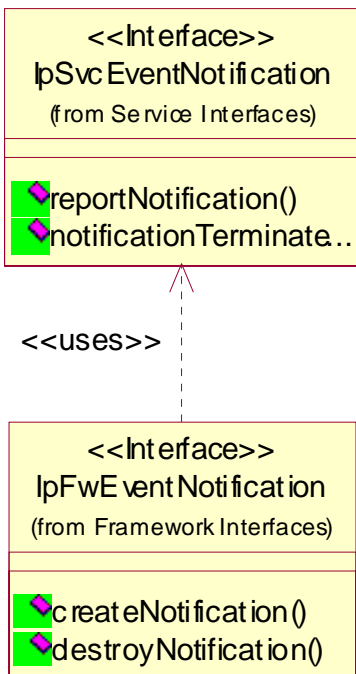 <<Interface>>
IpSvcEventNotification
(from Service Interfaces)
reportNotification()
notificationTerminate...
<<uses>>
<<Interface>>
IpFwEventNotification
(from Framework Interfaces)
createNotification()
destroyNotification()